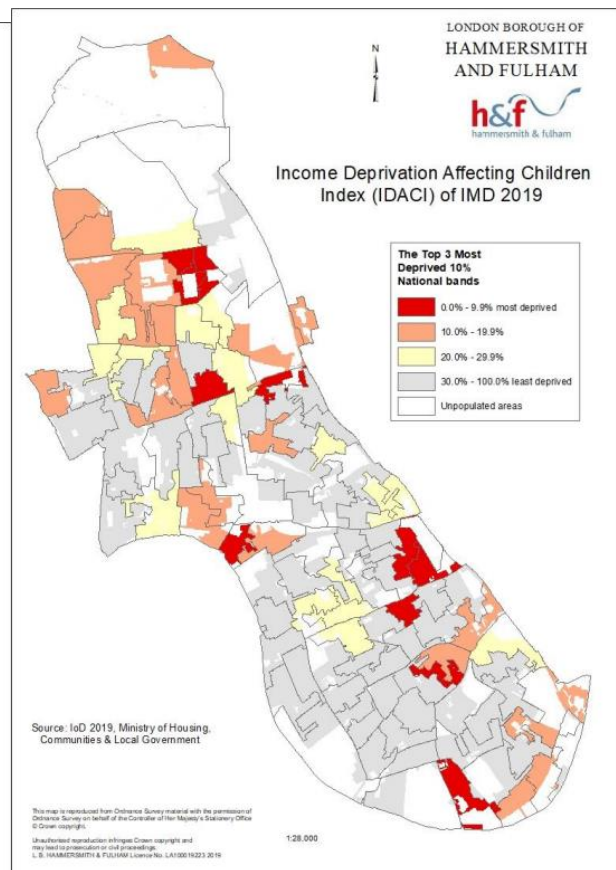 LONDON BOROUGH OF
HAMMERSMITH
AND FULHAM
N
h&f
hammersmith & fulham
Income Deprivation Affecting Children
Index (IDACI) of IMD 2019
The Top 3 Most
Deprived 10%
National bands
0.0% - 9.9% most deprived
10.0% - 19.9%
20.0% - 29.9%
30.0% - 100.0% least deprived
Unpopulated areas
Source: IoD 2019, Ministry of Housing,
Communities & Local Government
This map is reproduced from Ordnance Survey material with the permission of
Ordnance Survey on behalf of the Controller of Her Majesty's Stationery Office
© Crown copyright.
Unauthorised reproduction infringes Crown copyright and
may lead to prosecution or civil proceedings.
L. B. HAMMERSMITH & FULHAM Licence No. LA100019223 2019
1:28,000